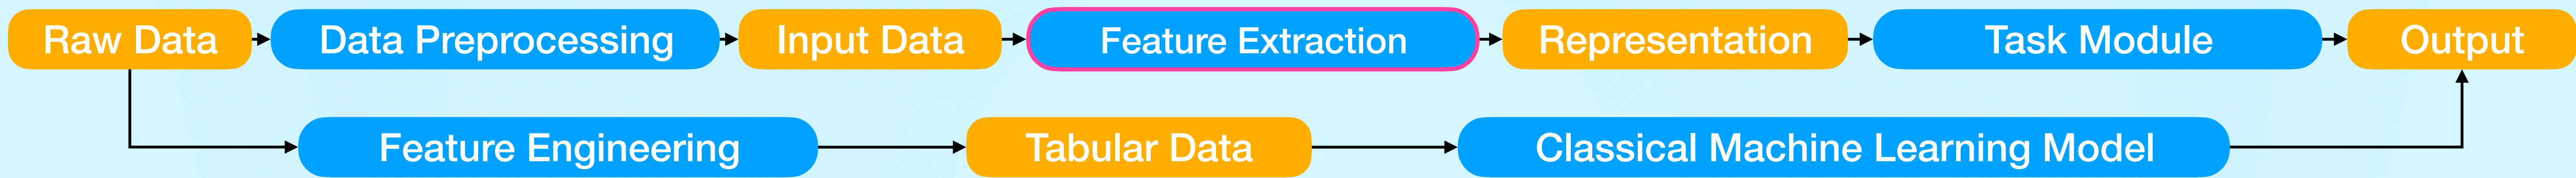 Raw Data
Data Preprocessing
Input Data
Feature Extraction
Representation
Task Module
Output
Feature Engineering
Tabular Data
Classical Machine Learning Model